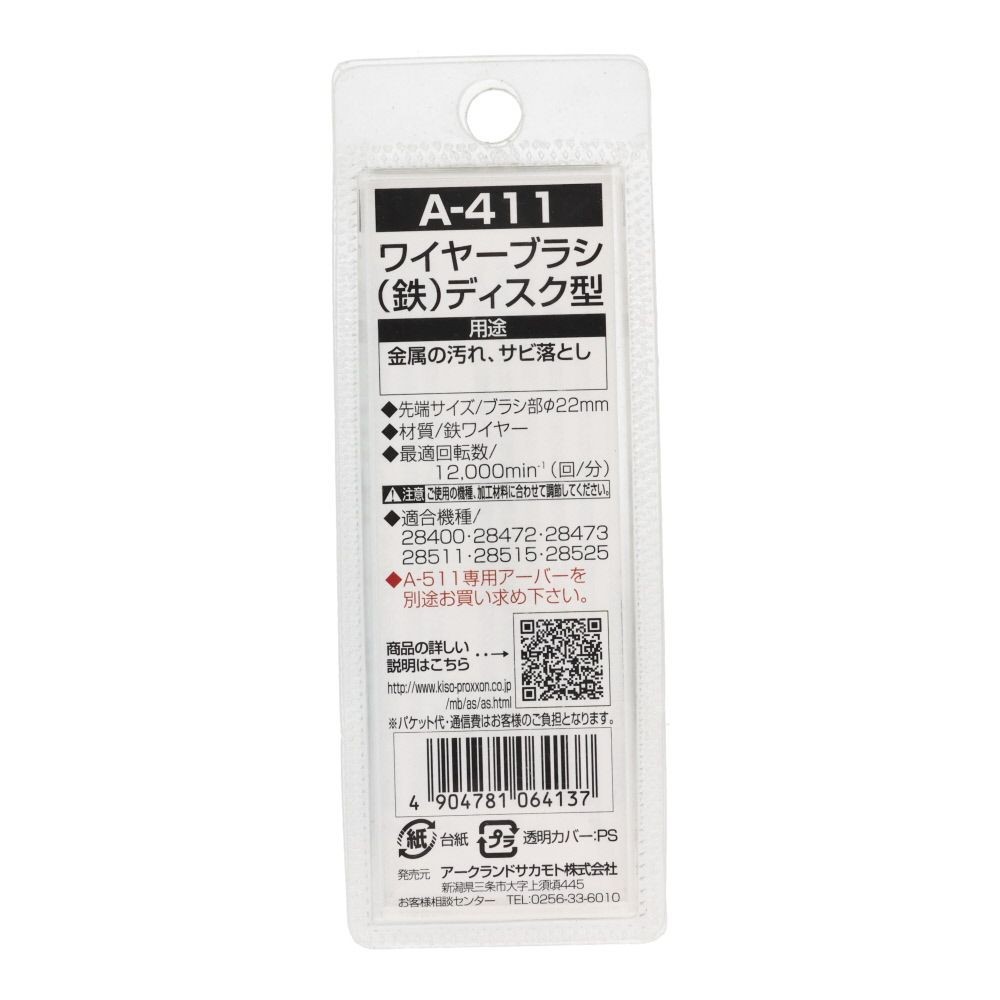 A-411
ワイヤーブラシ
(鉄)ディスク型
用途
金属の汚れ、サビ落とし
◆先端サイズ/ブラシ部Φ22mm
◆材質/鉄ワイヤー
◆最適回転数/
12,000min⁻¹(回/分)
注意 ご使用の機種、加工材料に合わせて調節してください。
◆適合機種/
28400・28472・28473
28511・28515・28525
◆A-511専用アーバーを
別途お買い求め下さい。
商品の詳しい
説明はこちら ‥→
http://www.kiso-proxxon.co.jp
/mb/as/as.html
※パケット代・通信費はお客様のご負担となります。
4 904781 064137
紙 台紙 プラ 透明カバー:PS
発売元 アークランドサカモト株式会社
新潟県三条市大字上須頃445
お客様相談センター TEL:0256-33-6010